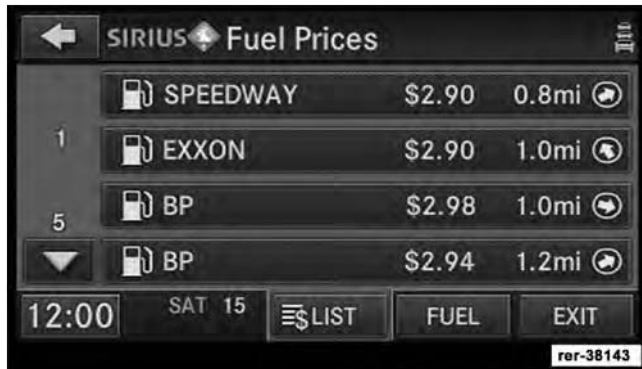 SIRIUS Fuel Prices
SPEEDWAY $2.90 0.8mi
1
EXXON $2.90 1.0mi
BP $2.98 1.0mi
5
BP $2.94 1.2mi
12:00 SAT 15 $LIST FUEL EXIT
rer-38143